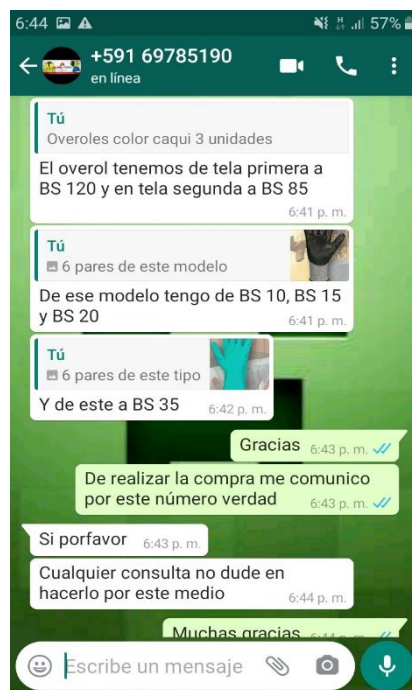 6:44
57%
+591 69785190
en línea
Tú
Overoles color caqui 3 unidades
El overol tenemos de tela primera a
BS 120 y en tela segunda a BS 85
6:41 p. m.
Tú
6 pares de este modelo
De ese modelo tengo de BS 10, BS 15
y BS 20
6:41 p. m.
Tú
6 pares de este tipo
Y de este a BS 35
6:42 p. m.
Gracias 6:43 p. m.
De realizar la compra me comunico
por este número verdad
6:43 p. m.
Si porfavor 6:43 p. m.
Cualquier consulta no dude en
hacerlo por este medio
6:44 p. m.
Muchas gracias
Escribe un mensaje